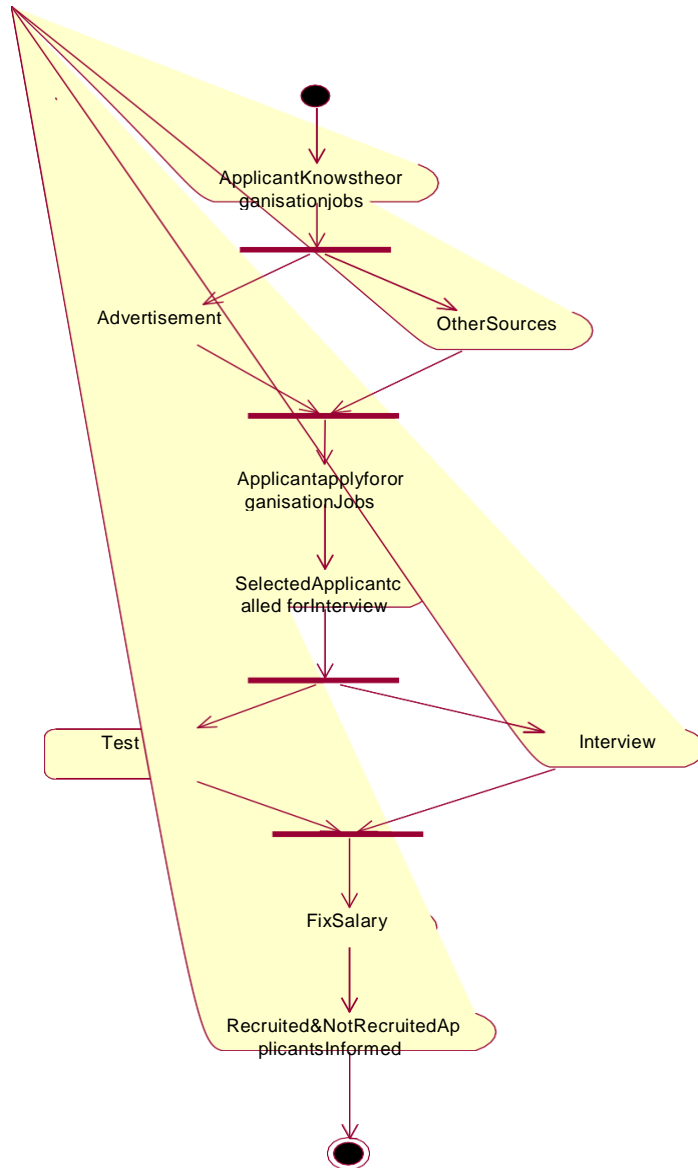 ApplicantKnowstheor
ganisationjobs
Advertisement
OtherSources
Applicantapplyforor
ganisationJobs
SelectedApplicantc
alled forInterview
Test
Interview
FixSalary
Recruited&NotRecruitedAp
plicantsInformed